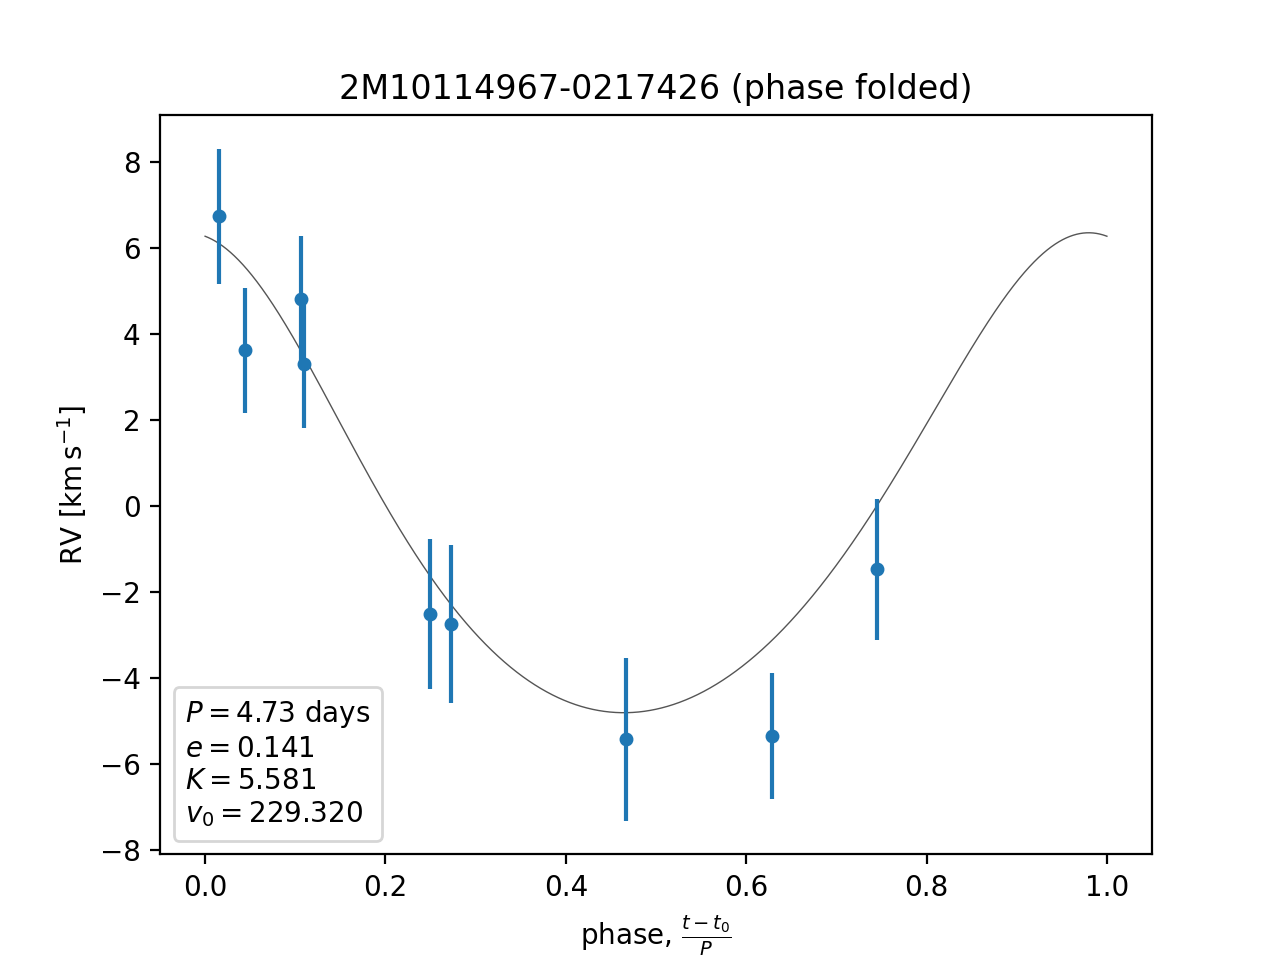 2M10114967-0217426 (phase folded)
RV [km s⁻¹]
8
6
4
2
0
−2
−4
−6
−8
P = 4.73 days
e = 0.141
K = 5.581
v₀ = 229.320
0.0 0.2 0.4 0.6 0.8 1.0
phase, (t − t₀)/P